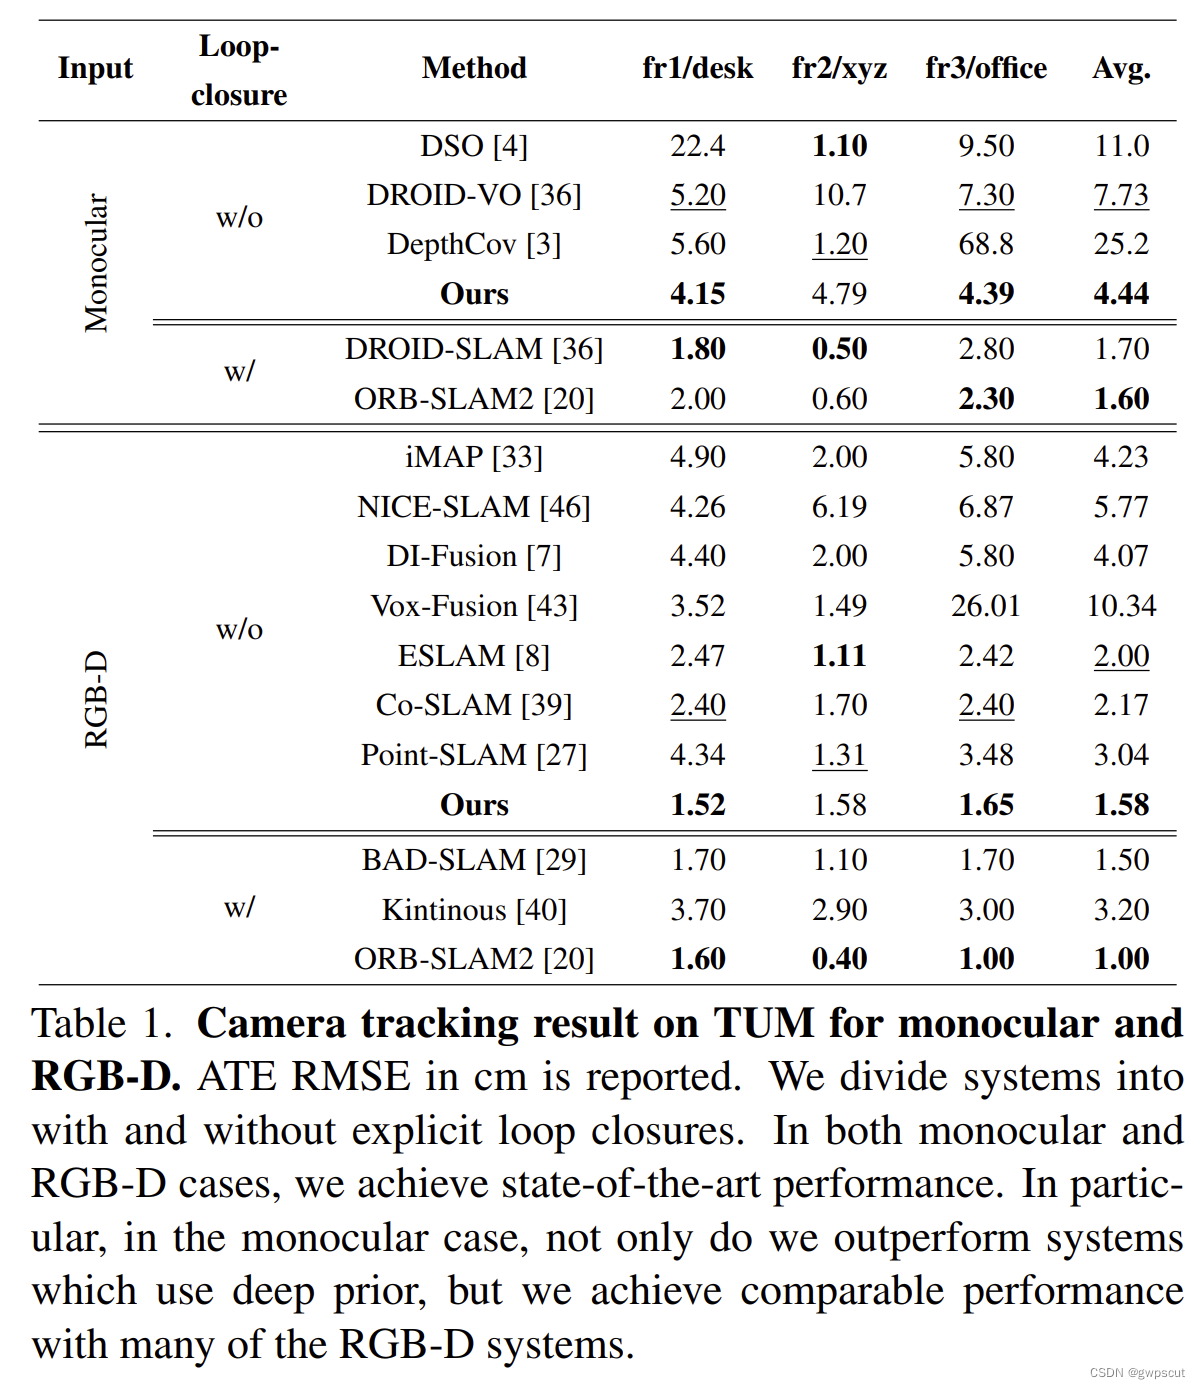 Input Loop-closure Method fr1/desk fr2/xyz fr3/office Avg.
Monocular w/o DSO [4] 22.4 1.10 9.50 11.0
DROID-VO [36] 5.20 10.7 7.30 7.73
DepthCov [3] 5.60 1.20 68.8 25.2
Ours 4.15 4.79 4.39 4.44
w/ DROID-SLAM [36] 1.80 0.50 2.80 1.70
ORB-SLAM2 [20] 2.00 0.60 2.30 1.60
RGB-D w/o iMAP [33] 4.90 2.00 5.80 4.23
NICE-SLAM [46] 4.26 6.19 6.87 5.77
DI-Fusion [7] 4.40 2.00 5.80 4.07
Vox-Fusion [43] 3.52 1.49 26.01 10.34
ESLAM [8] 2.47 1.11 2.42 2.00
Co-SLAM [39] 2.40 1.70 2.40 2.17
Point-SLAM [27] 4.34 1.31 3.48 3.04
Ours 1.52 1.58 1.65 1.58
w/ BAD-SLAM [29] 1.70 1.10 1.70 1.50
Kintinous [40] 3.70 2.90 3.00 3.20
ORB-SLAM2 [20] 1.60 0.40 1.00 1.00
Table 1. Camera tracking result on TUM for monocular and
RGB-D. ATE RMSE in cm is reported. We divide systems into
with and without explicit loop closures. In both monocular and
RGB-D cases, we achieve state-of-the-art performance. In partic-
ular, in the monocular case, not only do we outperform systems
which use deep prior, but we achieve comparable performance
with many of the RGB-D systems.
CSDN @gwpscut